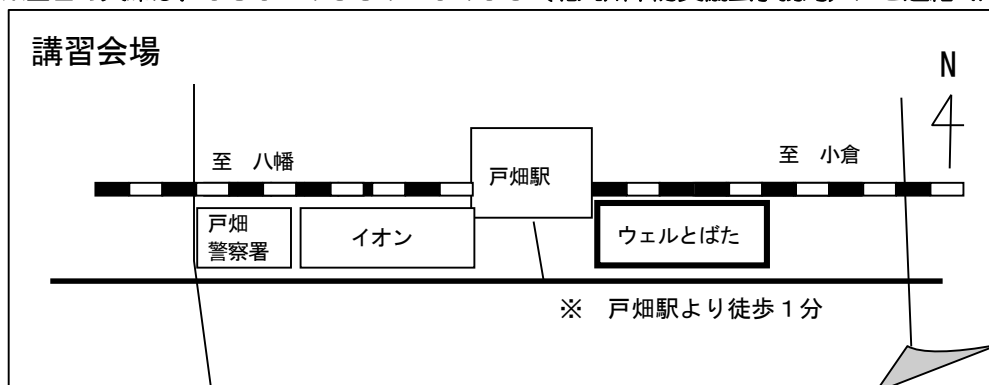 講習会場
N
至 八幡
戸畑駅
至 小倉
戸畑
警察署
イオン
ウェルとばた
※ 戸畑駅より徒歩１分